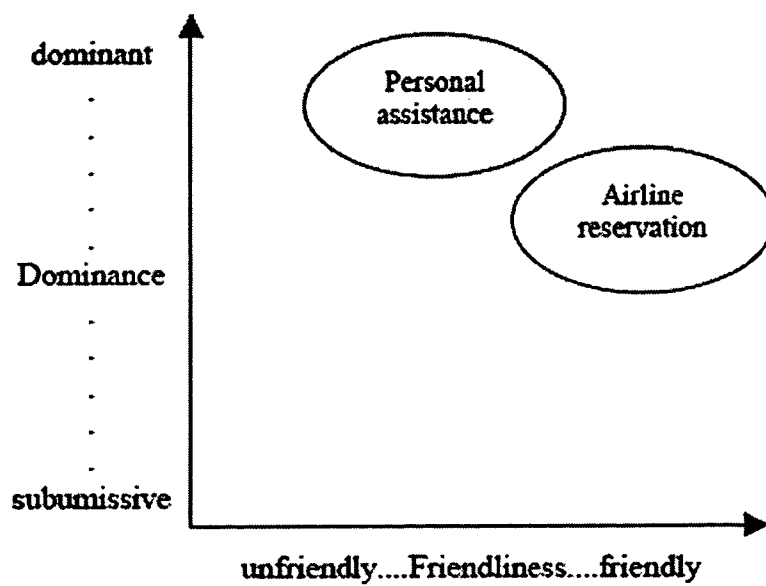 dominant
Personal
assistance
Airline
reservation
Dominance
subumissive
unfriendly....Friendliness....friendly